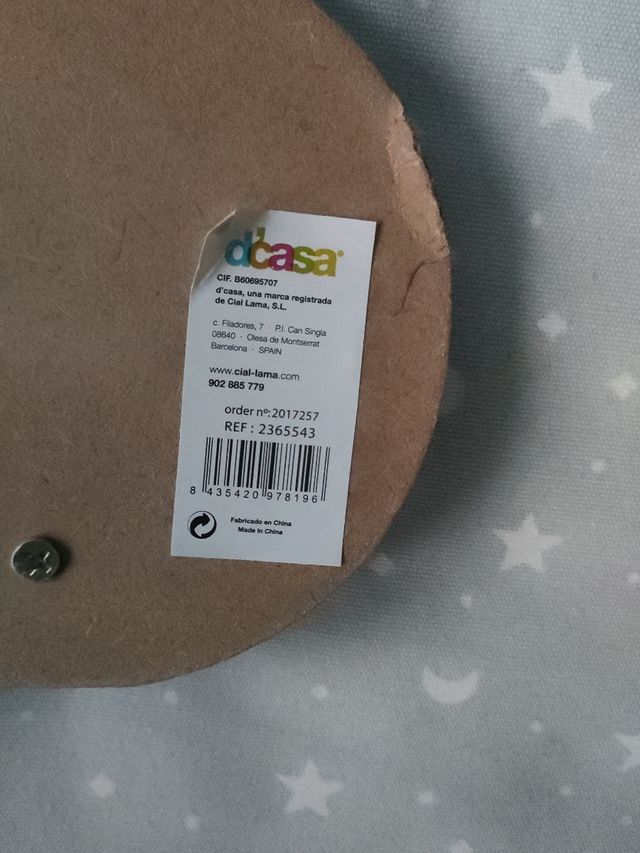 d'casa®
CIF. B60695707
d'casa, una marca registrada
de Cial Lama, S.L.
c. Filadores, 7 · P.I. Can Singla
08640 · Olesa de Montserrat
Barcelona · SPAIN
www.cial-lama.com
902 885 779
order nº:2017257
REF : 2365543
8 435420 978196
Fabricado en China
Made in China